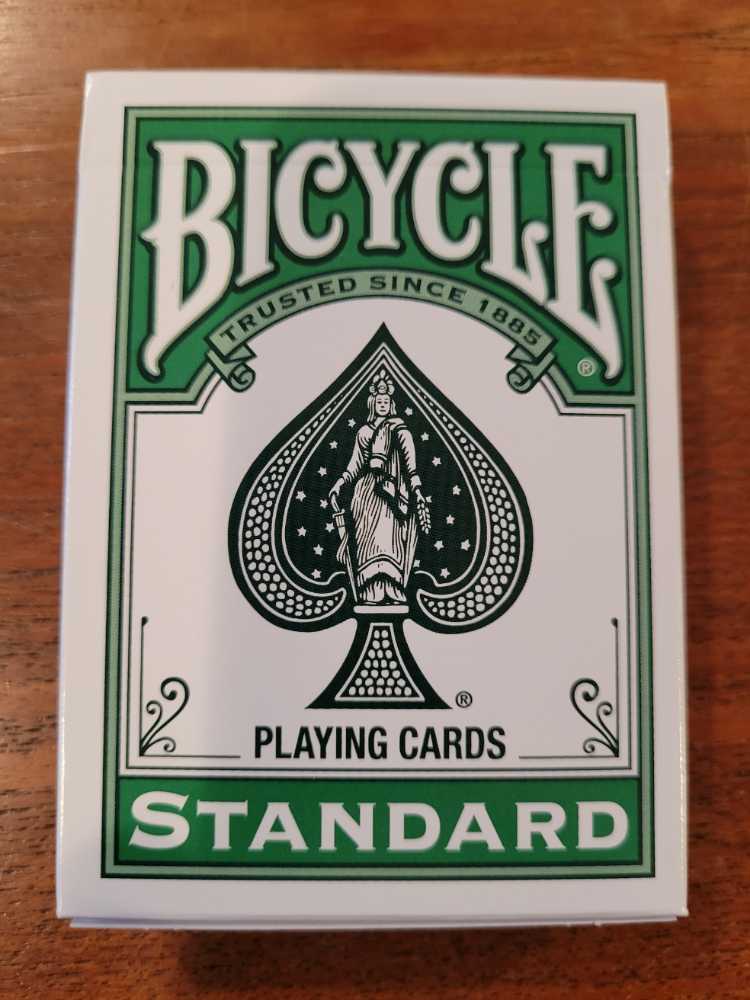 BICYCLE
TRUSTED SINCE 1885
®
®
PLAYING CARDS
STANDARD